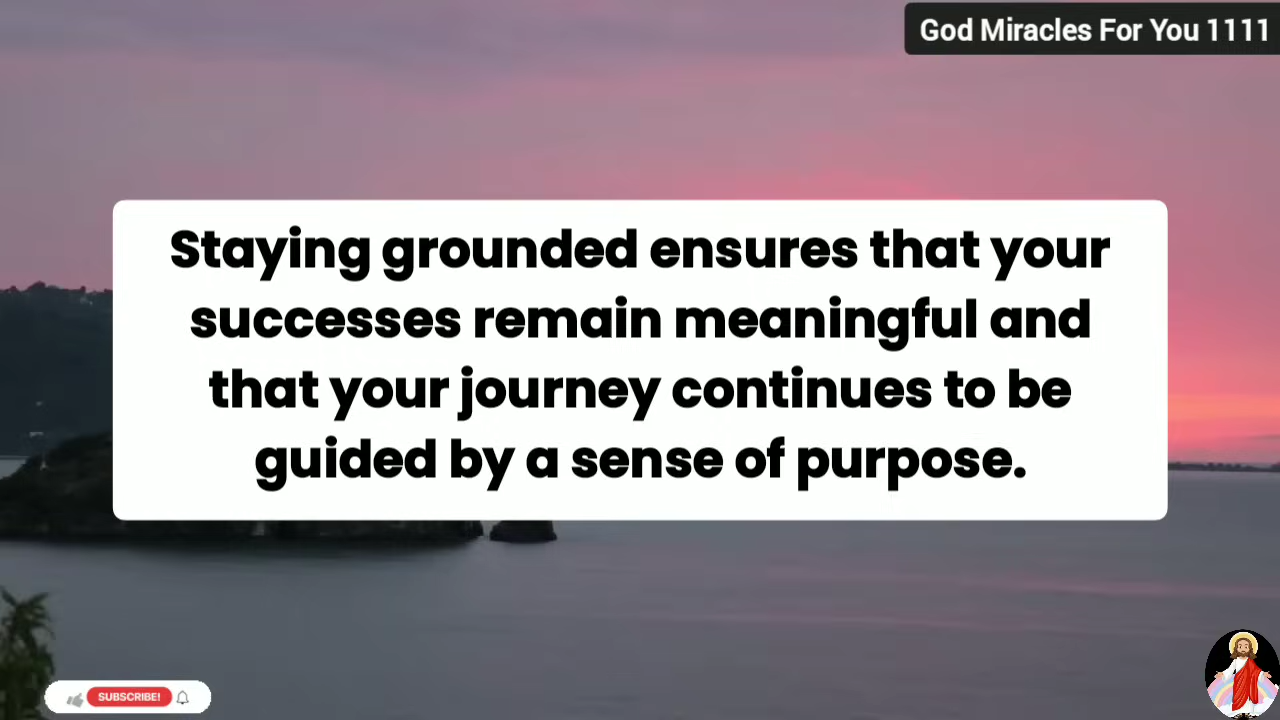 God Miracles For You 1111
Staying grounded ensures that your
successes remain meaningful and
that your journey continues to be
guided by a sense of purpose.
SUBSCRIBE!